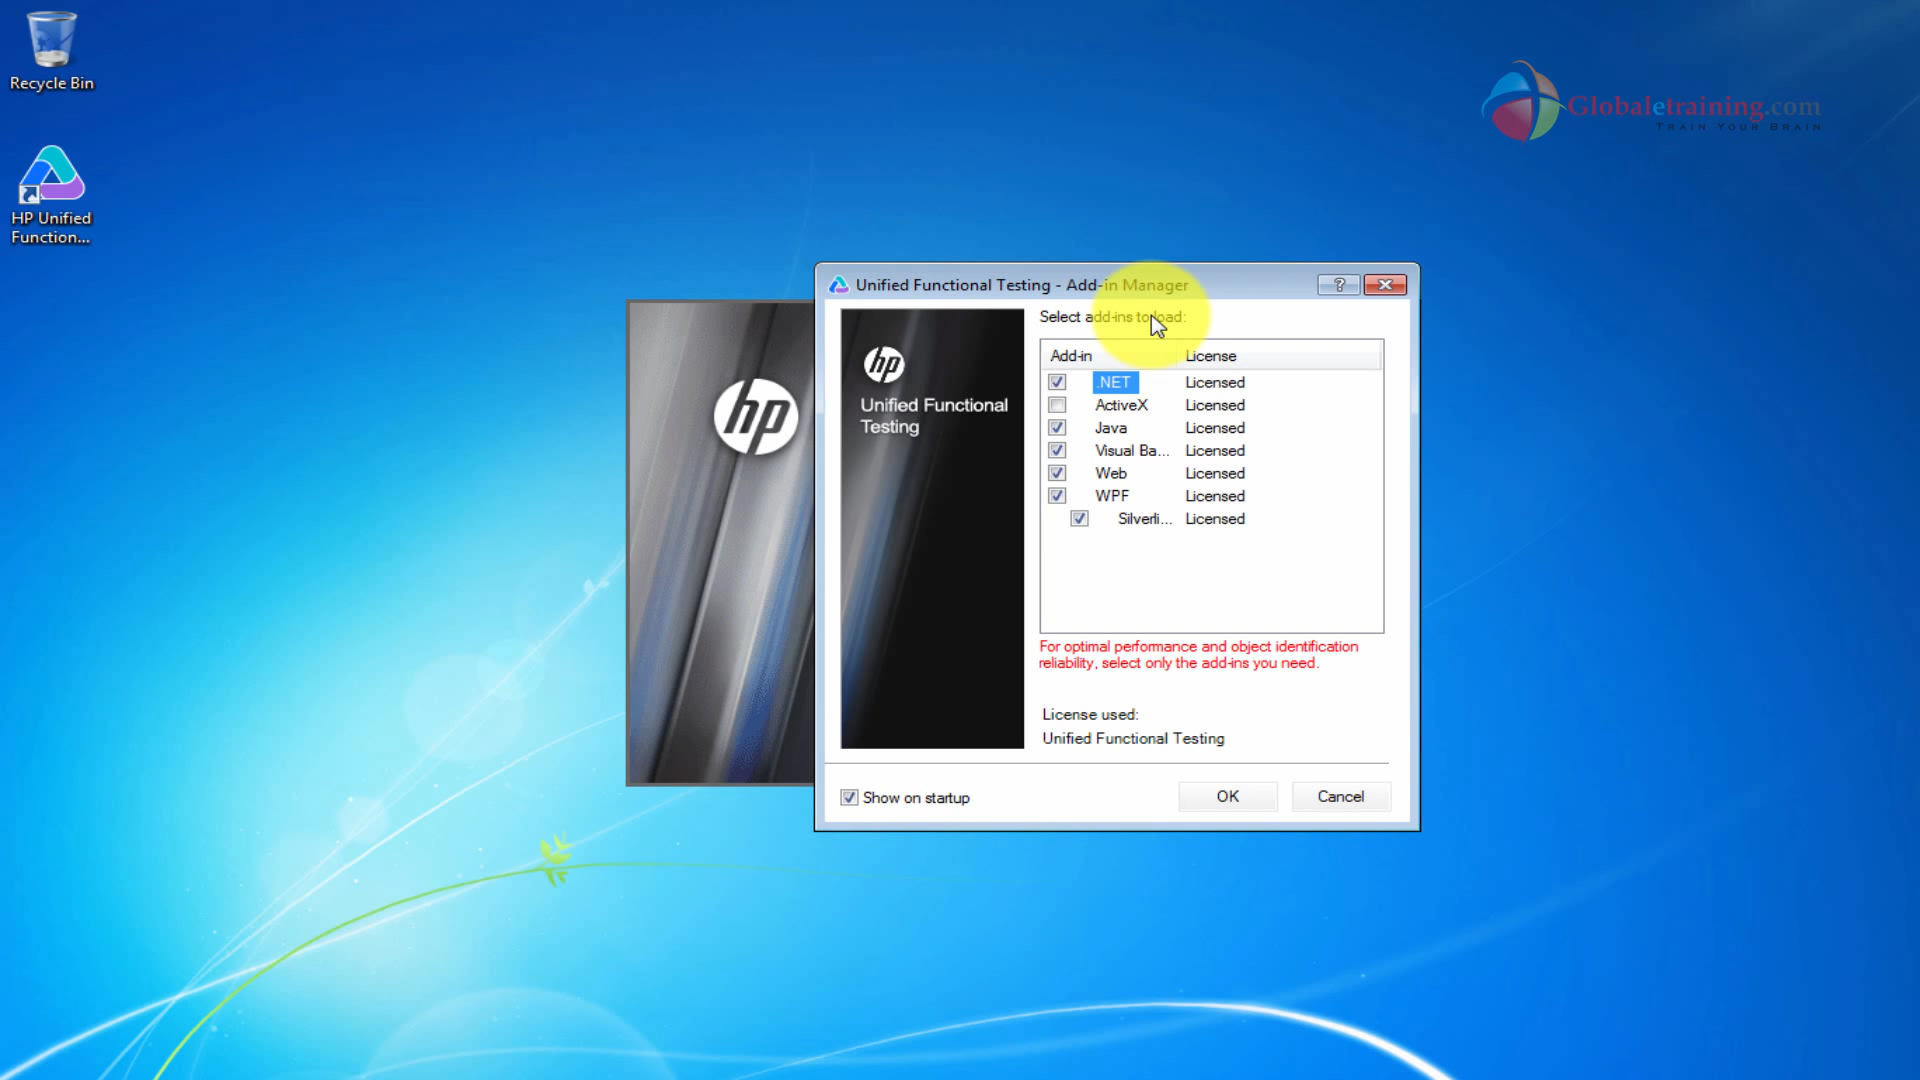 Recycle Bin
HP Unified
Function...
Globaletraining.com
TRAIN YOUR BRAIN
hp
Unified Functional Testing - Add-in Manager
?
Select add-ins to load:
hp
Unified Functional
Testing
Add-in License
.NET Licensed
ActiveX Licensed
Java Licensed
Visual Ba... Licensed
Web Licensed
WPF Licensed
Silverli... Licensed
For optimal performance and object identification
reliability, select only the add-ins you need.
License used:
Unified Functional Testing
Show on startup
OK
Cancel